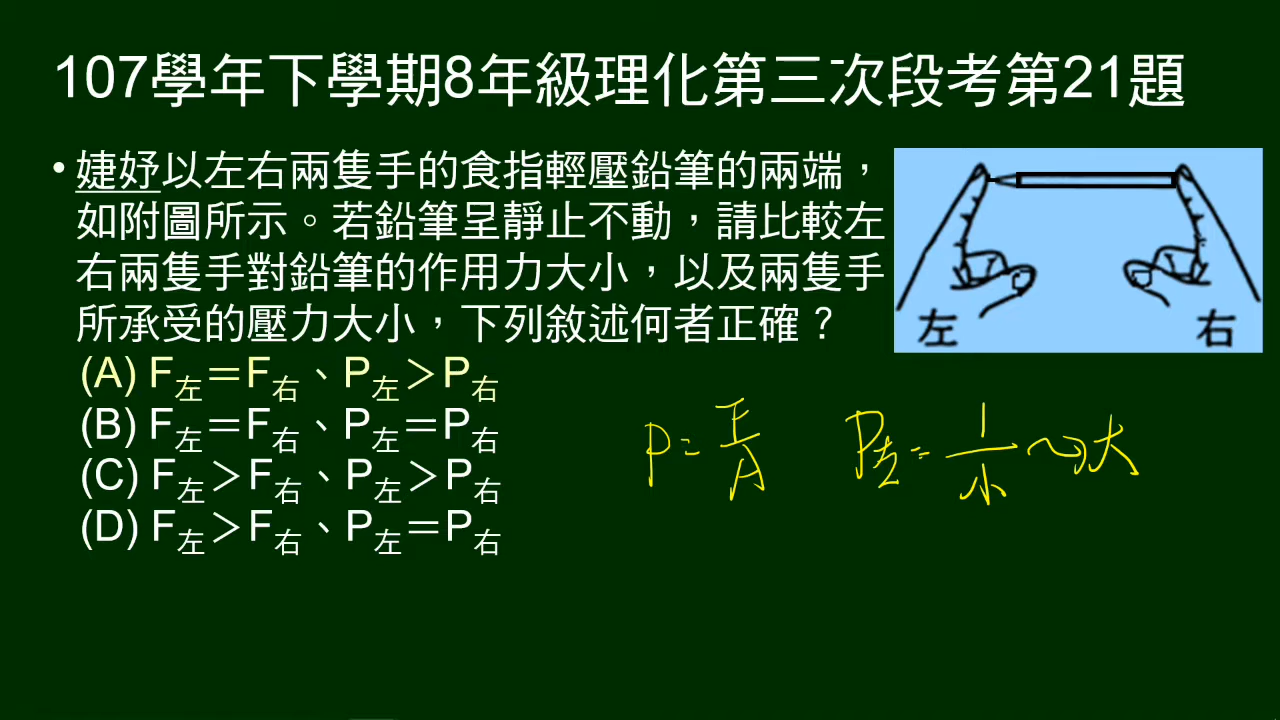 107學年下學期8年級理化第三次段考第21題
• 婕妤以左右兩隻手的食指輕壓鉛筆的兩端，
如附圖所示。若鉛筆呈靜止不動，請比較左
右兩隻手對鉛筆的作用力大小，以及兩隻手
所承受的壓力大小，下列敘述何者正確？
(A) F左＝F右、P左＞P右
(B) F左＝F右、P左＝P右
(C) F左＞F右、P左＞P右
(D) F左＞F右、P左＝P右
左 右
P=F/A P左=1/小 ~→大